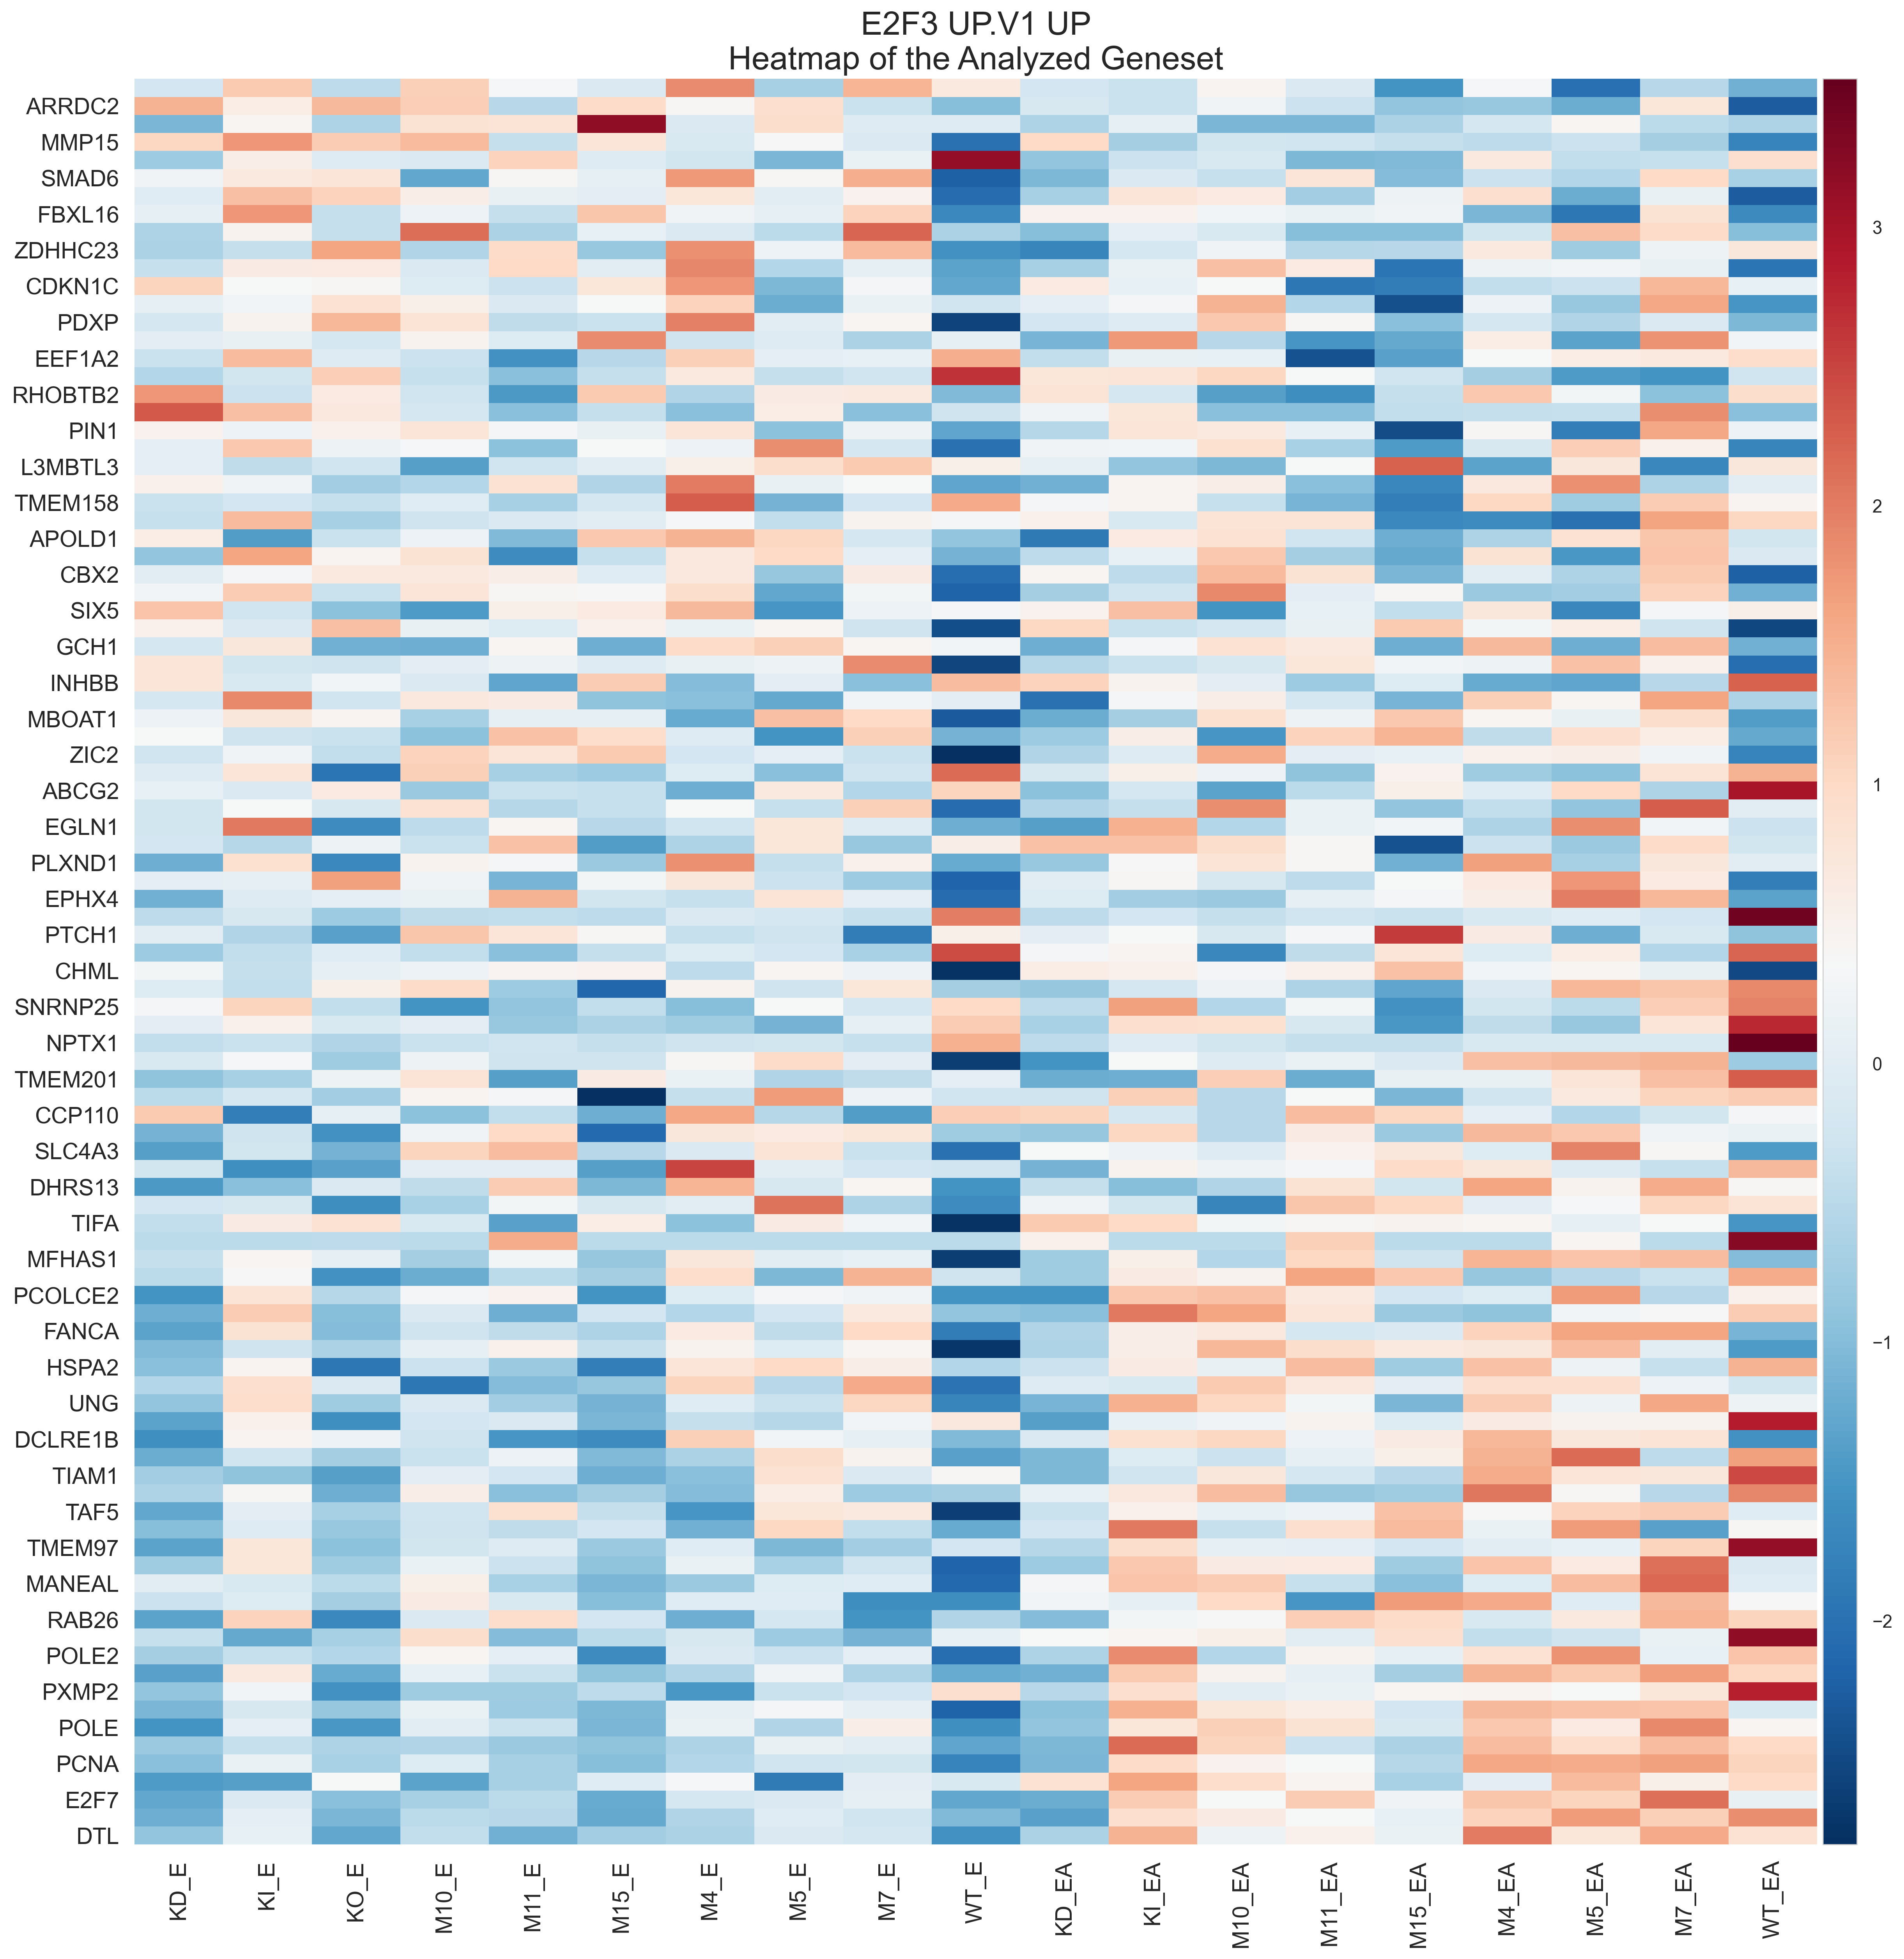 E2F3 UP.V1 UP
Heatmap of the Analyzed Geneset
ARRDC2
MMP15
SMAD6
FBXL16
ZDHHC23
CDKN1C
PDXP
EEF1A2
RHOBTB2
PIN1
L3MBTL3
TMEM158
APOLD1
CBX2
SIX5
GCH1
INHBB
MBOAT1
ZIC2
ABCG2
EGLN1
PLXND1
EPHX4
PTCH1
CHML
SNRNP25
NPTX1
TMEM201
CCP110
SLC4A3
DHRS13
TIFA
MFHAS1
PCOLCE2
FANCA
HSPA2
UNG
DCLRE1B
TIAM1
TAF5
TMEM97
MANEAL
RAB26
POLE2
PXMP2
POLE
PCNA
E2F7
DTL
3
2
1
0
−1
−2
KD_E
KI_E
KO_E
M10_E
M11_E
M15_E
M4_E
M5_E
M7_E
WT_E
KD_EA
KI_EA
M10_EA
M11_EA
M15_EA
M4_EA
M5_EA
M7_EA
WT_EA